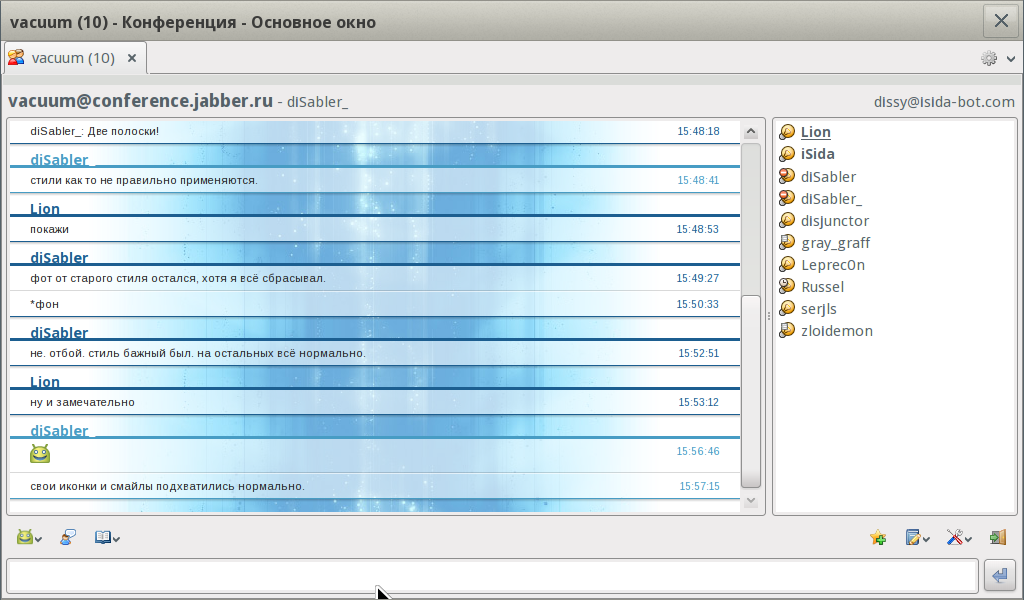 vacuum (10) - Конференция - Основное окно
vacuum (10)
vacuum@conference.jabber.ru - diSabler_
dissy@isida-bot.com
diSabler_: Две полоски! 15:48:18
diSabler_
стили как то не правильно применяются. 15:48:41
Lion
покажи 15:48:53
diSabler
фот от старого стиля остался, хотя я всё сбрасывал. 15:49:27
*фон 15:50:33
diSabler
не. отбой. стиль бажный был. на остальных всё нормально. 15:52:51
Lion
ну и замечательно 15:53:12
diSabler_
15:56:46
свои иконки и смайлы подхватились нормально. 15:57:15
Lion
iSida
diSabler
diSabler_
disjunctor
gray_graff
Leprec0n
Russel
serjls
zloidemon